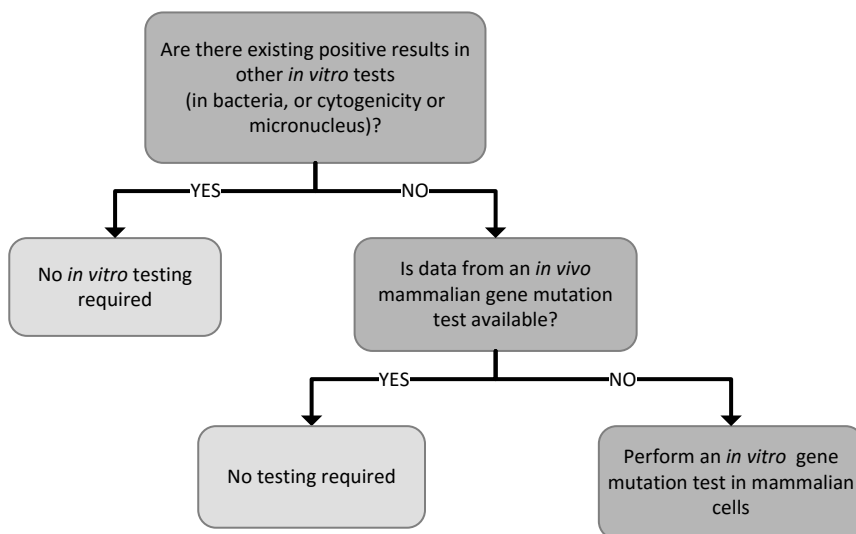 Are there existing positive results in
other in vitro tests
(in bacteria, or cytogenicity or
micronucleus)?
YES
NO
No in vitro testing
required
Is data from an in vivo
mammalian gene mutation
test available?
YES
NO
No testing required
Perform an in vitro gene
mutation test in mammalian
cells